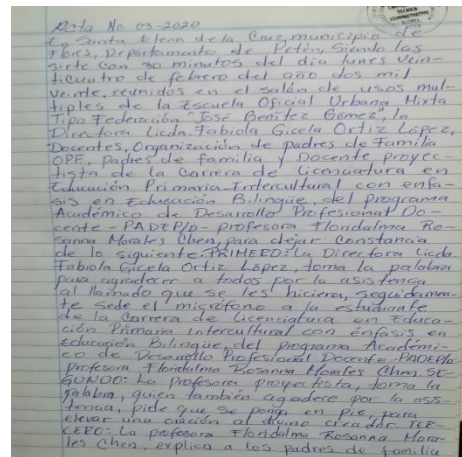 TECNICO
ADMINISTRATIVO
Acta No. 03-2020
En Santa Elena de la Cruz, municipio de
Flores, Departamento de Petén, siendo las
siete con 30 minutos del dia lunes vein-
ticuatro de febrero del año dos mil
veinte, reunidos en el salón de usos mul-
tiples de la Escuela Oficial Urbana Mixta
Tipo Federación "José Benítez Gómez", la
Directora Licda. Fabiola Gicela Ortiz López,
Docentes, Organización de padres de Familia
OPF, Padres de familia y Docente proyec-
tista de la Carrera de Licenciatura en
Educación Primaria Intercultural con enfa-
sis en Educación Bilingüe, del programa
Académico de Desarrollo Profesional Do-
cente -PADEP/D- profesora Floridalma Ro-
sanna Morales Chen, para dejar Constancia
de lo siguiente. PRIMERO: La Directora Licda.
Fabiola Gicela Ortiz López, toma la palabra
para agradecer a todos por la asistencia
al llamado que se les hiciera, seguidamen-
te sede el micrófono a la estudiante
de la Carrera de Licenciatura en Educa-
ción Primaria Intercultural con énfasis en
Educación Bilingüe, del programa Académi-
co de Desarrollo Profesional Docente -PADEP/D-
profesora Floridalma Rosanna Morales Chen. SE-
GUNDO: La profesora proyectista, toma la
palabra, quien también agadece por la asis-
tencia, pide que se ponga en pie, para
elevar una oración al divino creador TER-
CERO: La profesora Floridalma Rosanna Mora-
les Chen, explica a los padres de familia